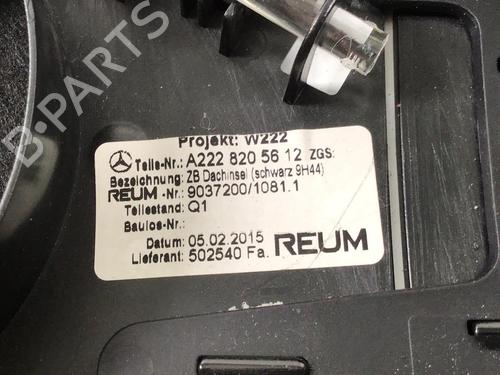 B-PARTS
Projekt: W222
Teile-Nr.: A222 820 56 12 ZGS:
Bezeichnung: ZB Dachinsel (schwarz 9H44)
REUM-Nr.: 9037200/1081.1
Teilestand: Q1
Baulos-Nr.:
Datum: 05.02.2015
Lieferant: 502540 Fa. REUM